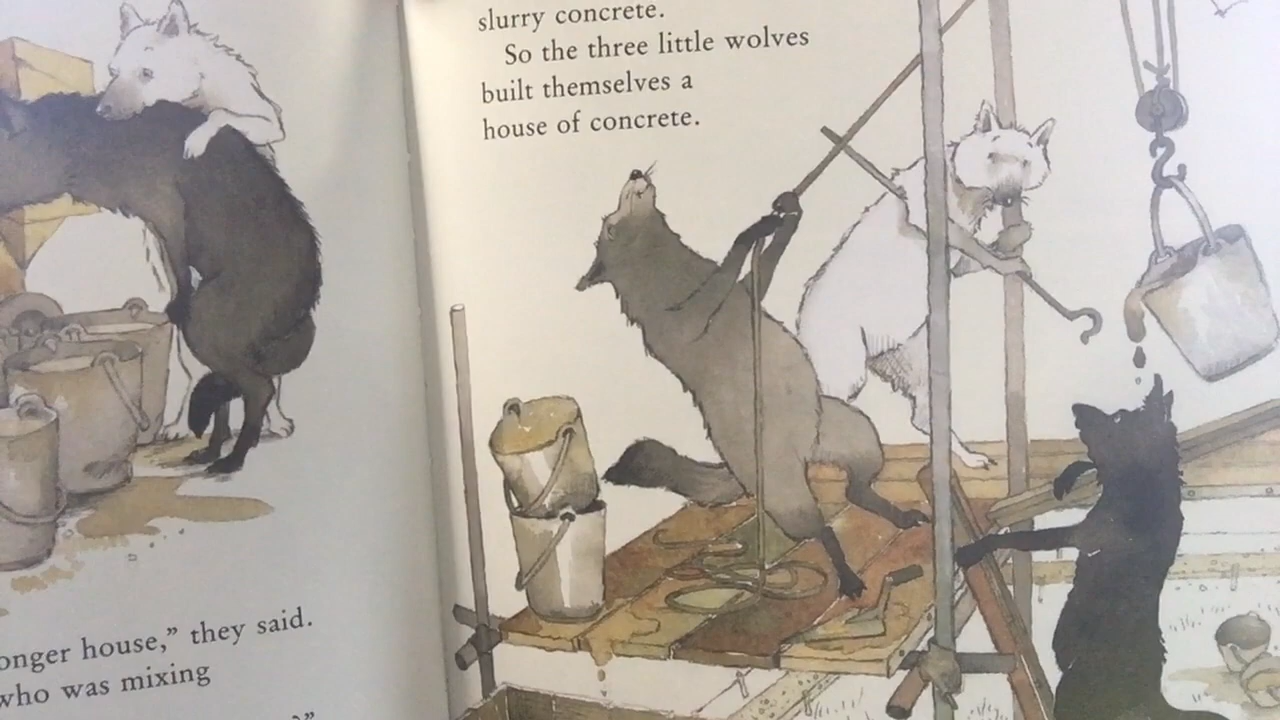 onger house,” they said.
who was mixing
?”
slurry concrete.
So the three little wolves
built themselves a
house of concrete.